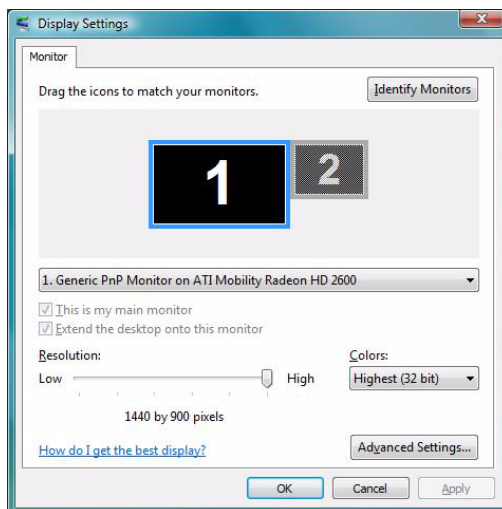 Display Settings
Monitor
Drag the icons to match your monitors.
Identify Monitors
1
2
1. Generic PnP Monitor on ATI Mobility Radeon HD 2600
This is my main monitor
Extend the desktop onto this monitor
Resolution:
Colors:
Low
High
Highest (32 bit)
1440 by 900 pixels
How do I get the best display?
Advanced Settings...
OK
Cancel
Apply